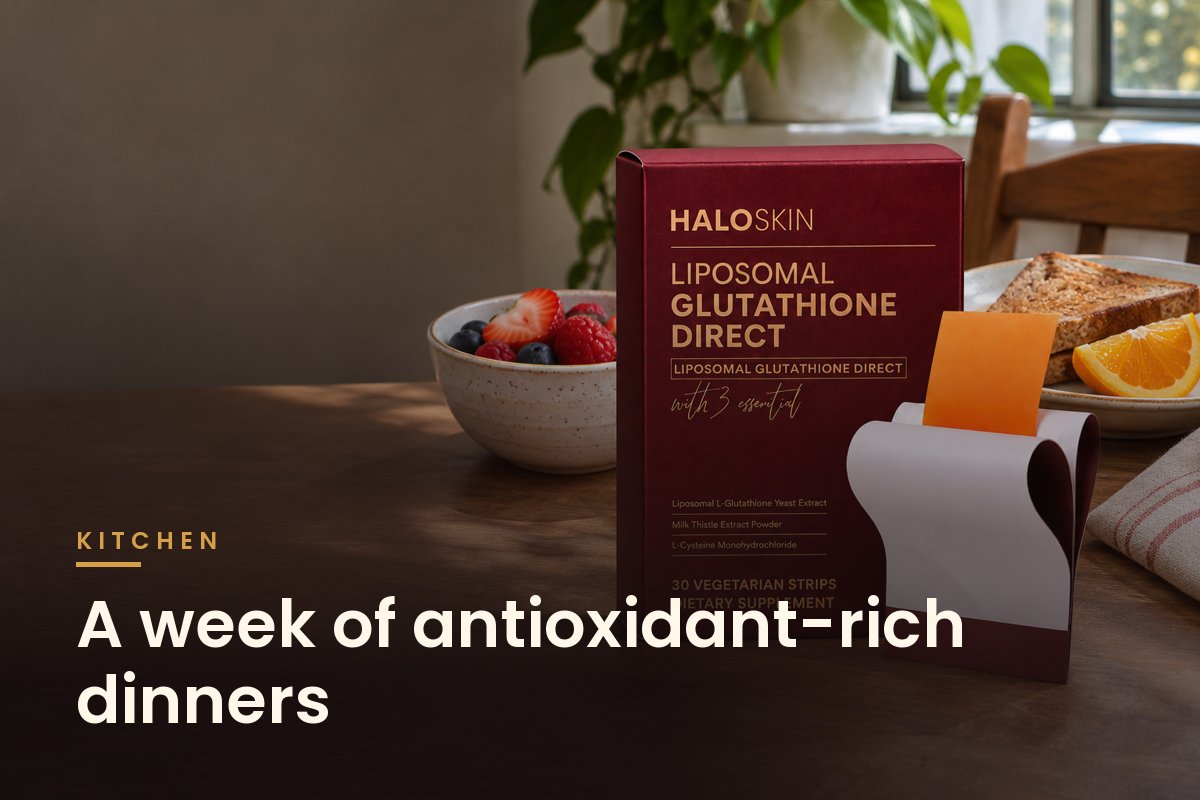 HALOSKIN
LIPOSOMAL
GLUTATHIONE
DIRECT
LIPOSOMAL GLUTATHIONE DIRECT
with 3 essential
Liposomal L-Glutathione Yeast Extract
Milk Thistle Extract Powder
L-Cysteine Monohydrochloride
30 VEGETARIAN STRIPS
DIETARY SUPPLEMENT
KITCHEN
A week of antioxidant-rich
dinners